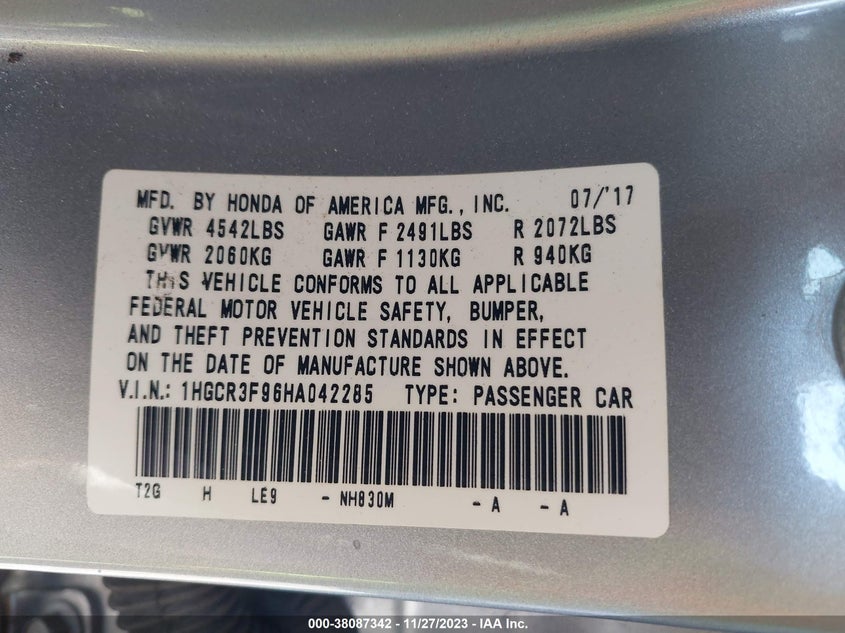 MFD. BY HONDA OF AMERICA MFG., INC. 07/'17
GVWR 4542LBS GAWR F 2491LBS R 2072LBS
GVWR 2060KG GAWR F 1130KG R 940KG
THIS VEHICLE CONFORMS TO ALL APPLICABLE
FEDERAL MOTOR VEHICLE SAFETY, BUMPER,
AND THEFT PREVENTION STANDARDS IN EFFECT
ON THE DATE OF MANUFACTURE SHOWN ABOVE.
V.I.N.: 1HGCR3F96HA042285 TYPE: PASSENGER CAR
T2G H LE9 - NH830M - A - A
000-38087342 - 11/27/2023 - IAA Inc.